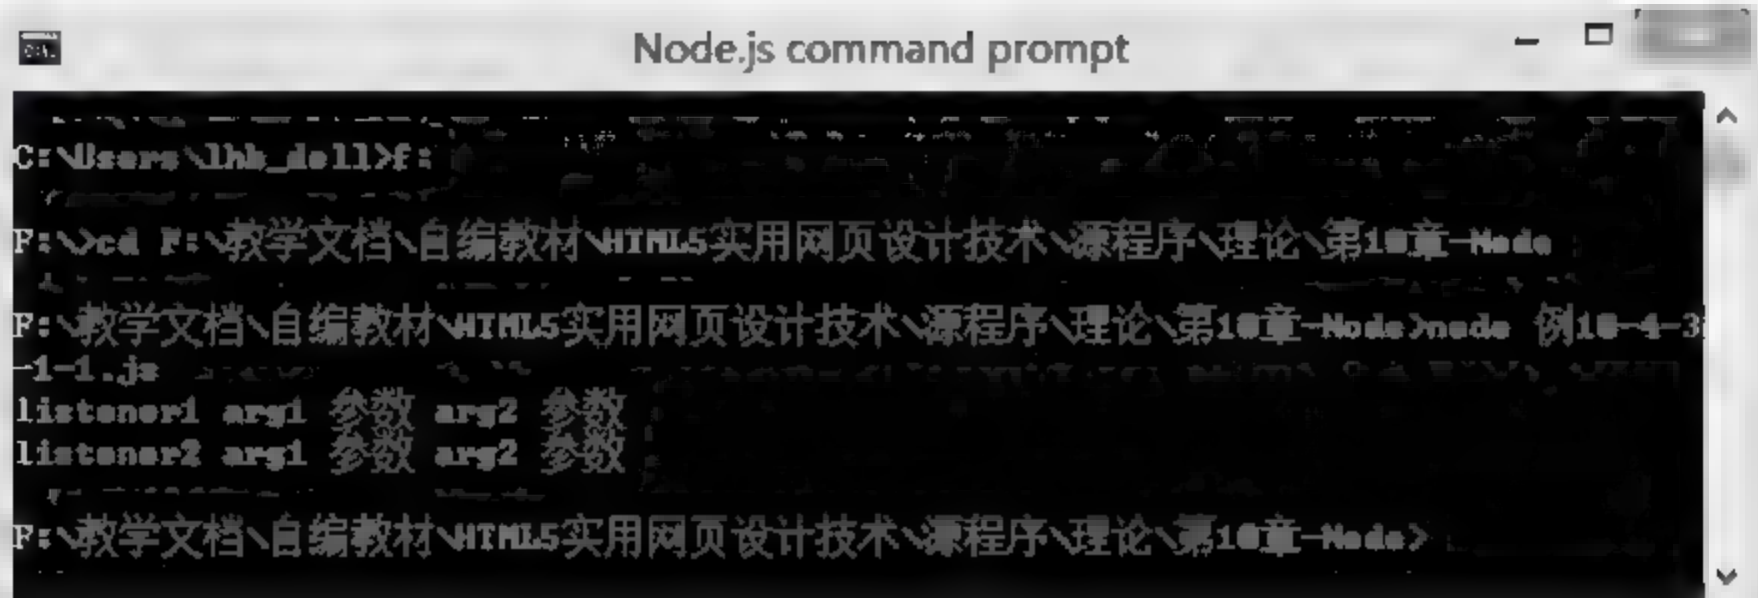 Node.js command prompt
C:\Users\lhh_dell>f:
F:\>cd F:\教学文档\自编教材\HTML5实用网页设计技术\源程序\理论\第10章-Node
F:\教学文档\自编教材\HTML5实用网页设计技术\源程序\理论\第10章-Node>node 例10-4-3
-1-1.js
listener1 arg1 参数 arg2 参数
listener2 arg1 参数 arg2 参数
F:\教学文档\自编教材\HTML5实用网页设计技术\源程序\理论\第10章-Node>